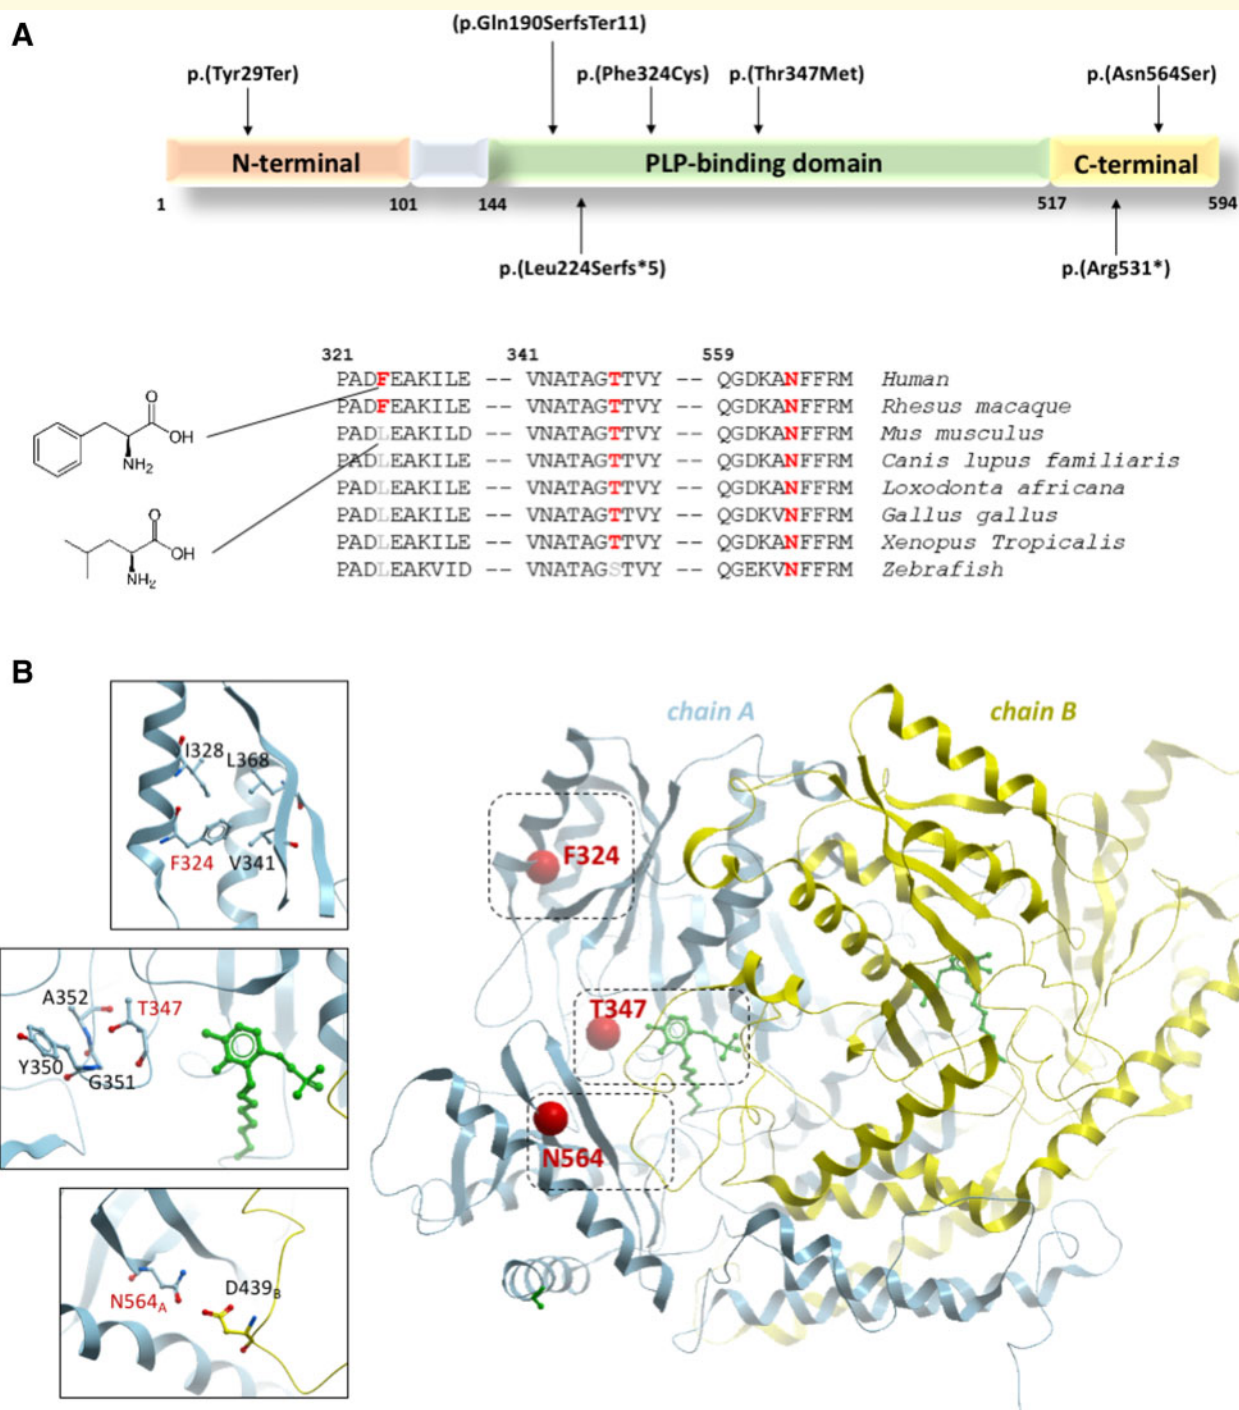 A
(p.Gln190SerfsTer11)
p.(Tyr29Ter) p.(Phe324Cys) p.(Thr347Met) p.(Asn564Ser)
N-terminal PLP-binding domain C-terminal
1 101 144 517 594
p.(Leu224Serfs*5) p.(Arg531*)
321 341 559
PADFEAKILE -- VNATAGTTVY -- QGDKANFFRM Human
PADFEAKILE -- VNATAGTTVY -- QGDKANFFRM Rhesus macaque
PADLEAKILD -- VNATAGTTVY -- QGDKANFFRM Mus musculus
PADLEAKILE -- VNATAGTTVY -- QGDKANFFRM Canis lupus familiaris
PADLEAKILE -- VNATAGTTVY -- QGDKANFFRM Loxodonta africana
PADLEAKILE -- VNATAGTTVY -- QGDKVNFFRM Gallus gallus
PADLEAKILE -- VNATAGTTVY -- QGDKANFFRM Xenopus Tropicalis
PADLEAKVID -- VNATAGSTVY -- QGEKVNFFRM Zebrafish
O
OH
NH2
O
OH
NH2
B
I328 L368
F324 V341
A352 T347
Y350 G351
N564A D439B
chain A chain B
F324
T347
N564